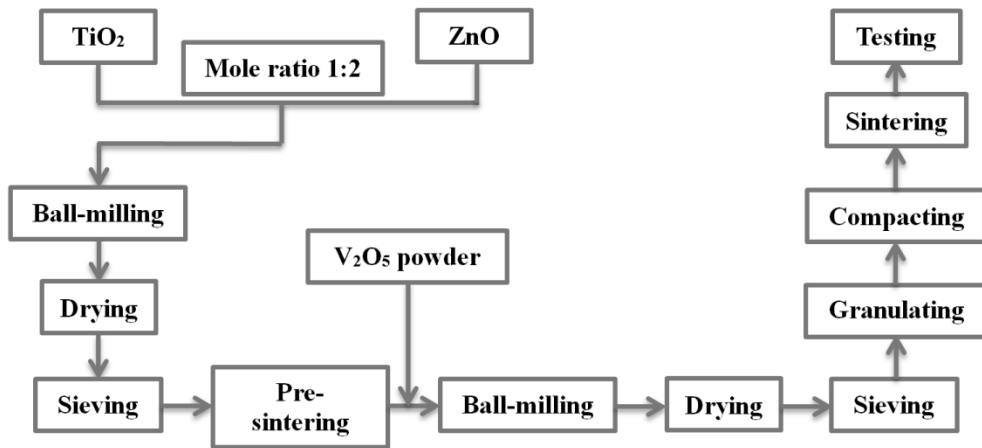 TiO₂
ZnO
Mole ratio 1:2
Ball-milling
Drying
Sieving
Pre-
sintering
V₂O₅ powder
Ball-milling
Drying
Sieving
Granulating
Compacting
Sintering
Testing